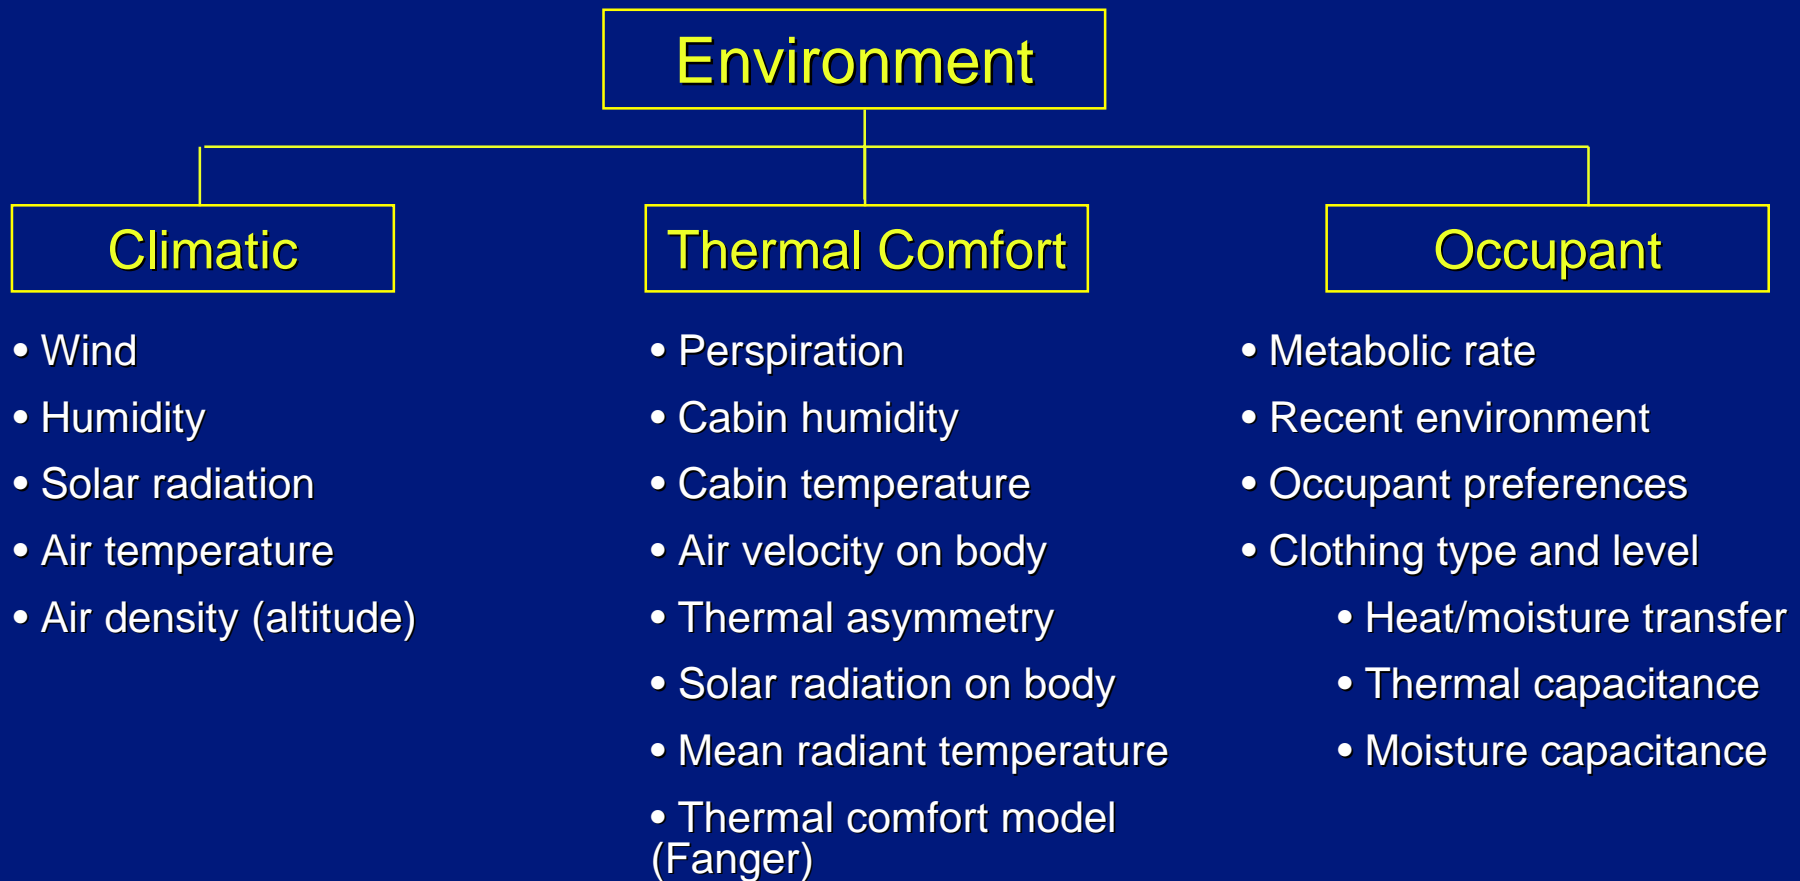 Environment
Climatic
• Wind
• Humidity
• Solar radiation
• Air temperature
• Air density (altitude)
Thermal Comfort
• Perspiration
• Cabin humidity
• Cabin temperature
• Air velocity on body
• Thermal asymmetry
• Solar radiation on body
• Mean radiant temperature
• Thermal comfort model
(Fanger)
Occupant
• Metabolic rate
• Recent environment
• Occupant preferences
• Clothing type and level
• Heat/moisture transfer
• Thermal capacitance
• Moisture capacitance